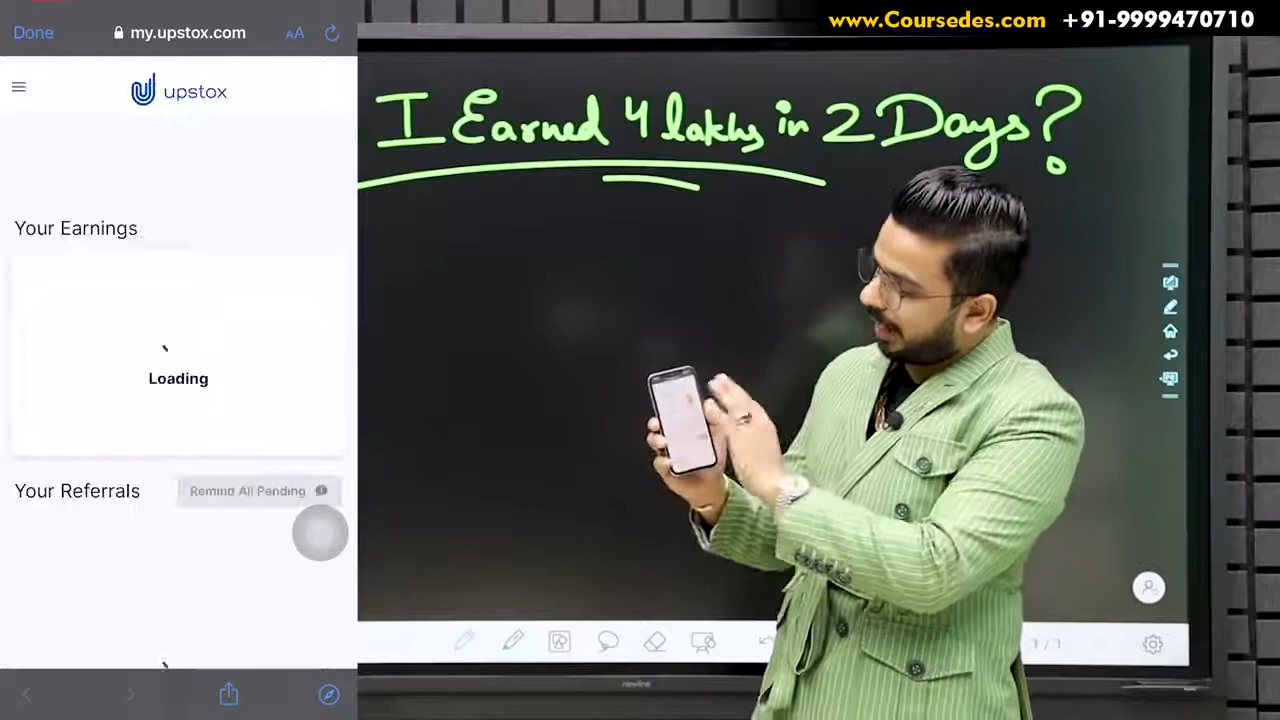 www.Coursedes.com +91-9999470710
Done my.upstox.com AA
upstox
I Earned 4 lakhs in 2 Days?
Your Earnings
Loading
Your Referrals Remind All Pending
newline